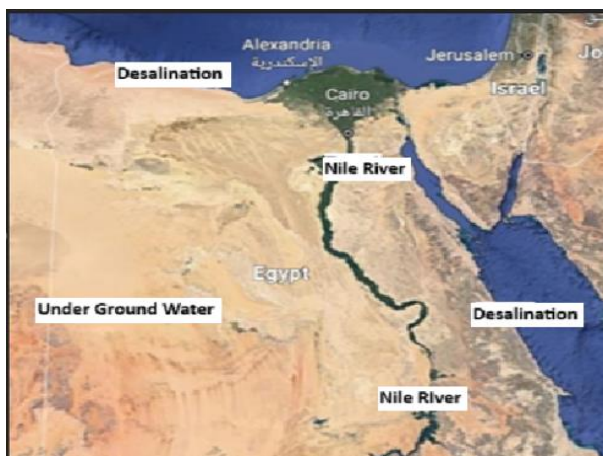 Alexandria
الإسكندرية
Jerusalem
Desalination
Israel
Cairo
القاهرة
Nile River
Egypt
Under Ground Water
Desalination
Nile River